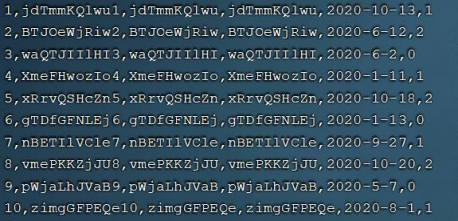 1,jdTmmKQlwu1,jdTmmKQlwu,jdTmmKQlwu,2020-10-13,1
2,BTJOeWjRiw2,BTJOeWjRiw,BTJOeWjRiw,2020-6-12,2
3,waQTJIIlHI3,waQTJIIlHI,waQTJIIlHI,2020-6-2,0
4,XmeFHwozIo4,XmeFHwozIo,XmeFHwozIo,2020-1-11,1
5,xRrvQSHcZn5,xRrvQSHcZn,xRrvQSHcZn,2020-10-18,2
6,gTDfGFNLEj6,gTDfGFNLEj,gTDfGFNLEj,2020-1-13,0
7,nBETIlVCle7,nBETIlVCle,nBETIlVCle,2020-9-27,1
8,vmePKKZjJU8,vmePKKZjJU,vmePKKZjJU,2020-10-20,2
9,pWjaLhJVaB9,pWjaLhJVaB,pWjaLhJVaB,2020-5-7,0
10,zimgGFPEQe10,zimgGFPEQe,zimgGFPEQe,2020-8-1,1